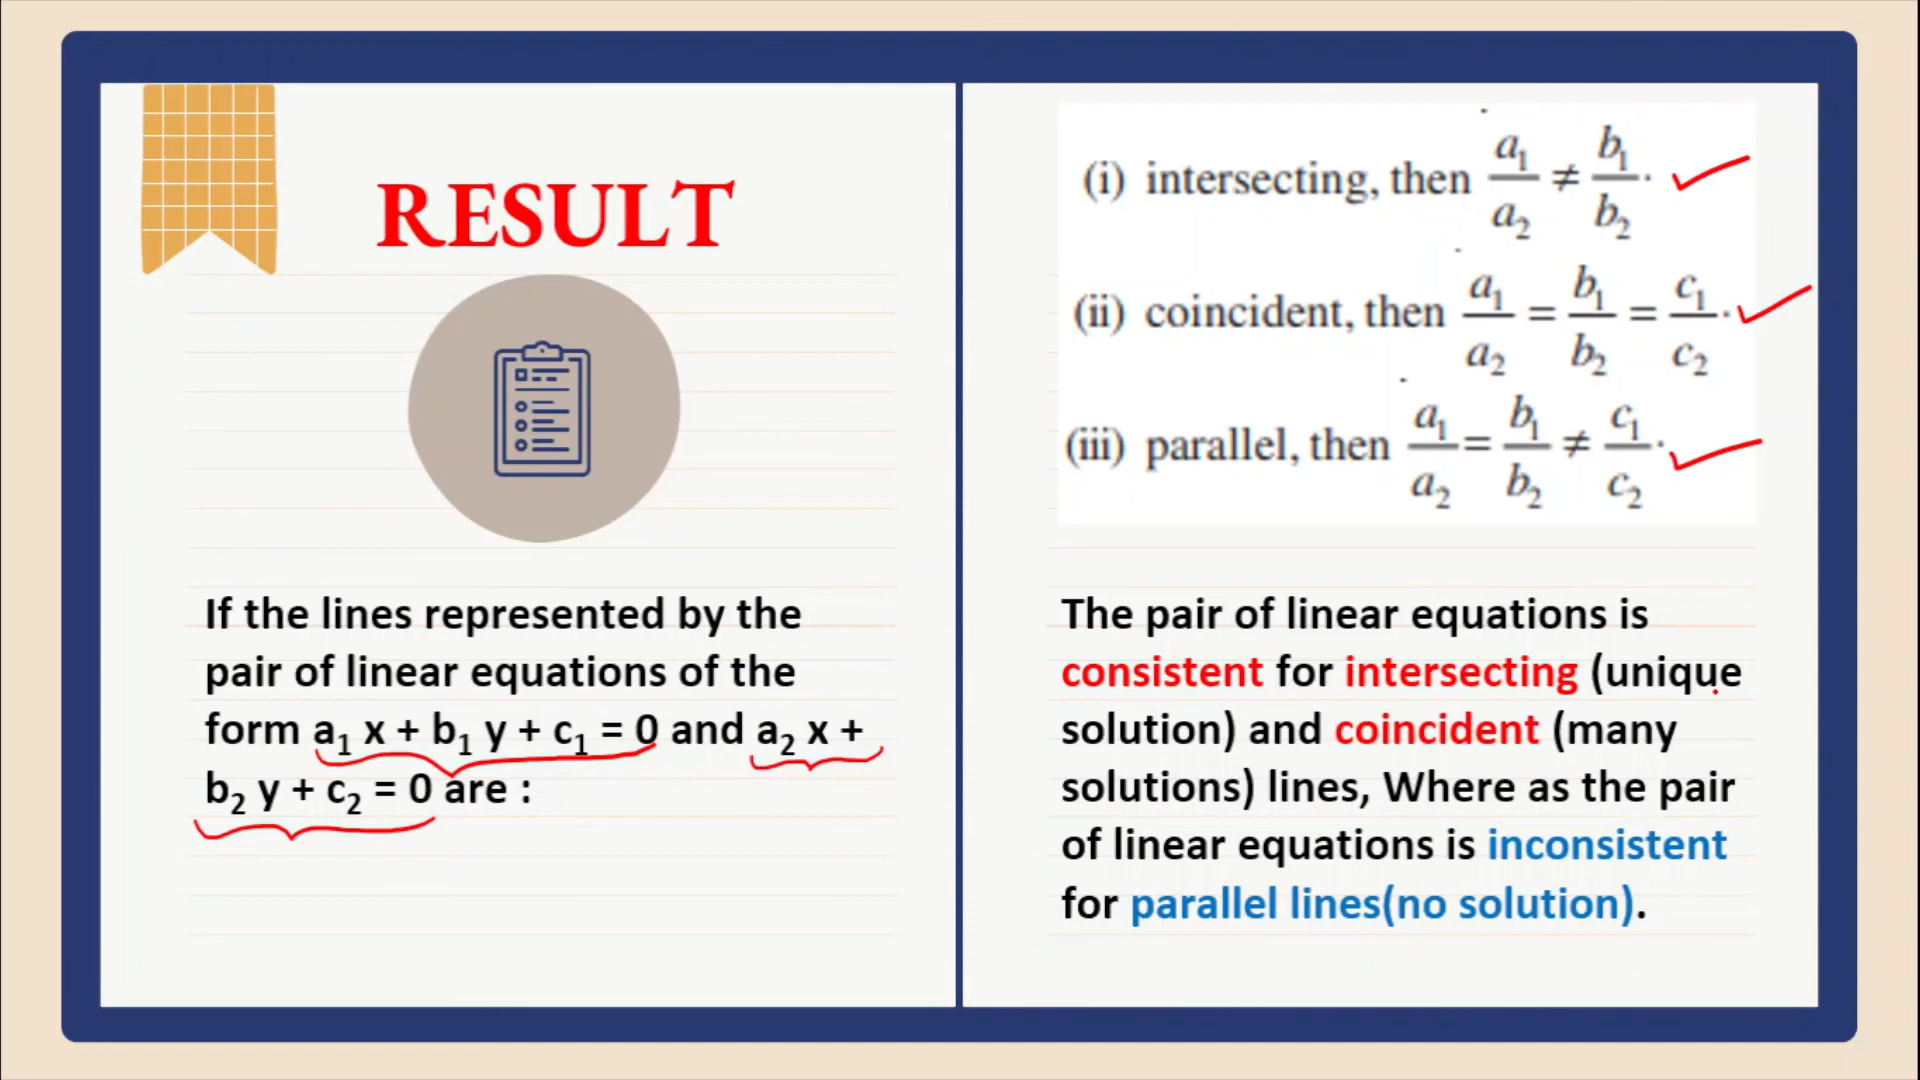 RESULT
If the lines represented by the
pair of linear equations of the
form a₁ x + b₁ y + c₁ = 0 and a₂ x +
b₂ y + c₂ = 0 are :
(i) intersecting, then a₁/a₂ ≠ b₁/b₂.
(ii) coincident, then a₁/a₂ = b₁/b₂ = c₁/c₂.
(iii) parallel, then a₁/a₂ = b₁/b₂ ≠ c₁/c₂.
The pair of linear equations is
consistent for intersecting (unique
solution) and coincident (many
solutions) lines, Where as the pair
of linear equations is inconsistent
for parallel lines(no solution).